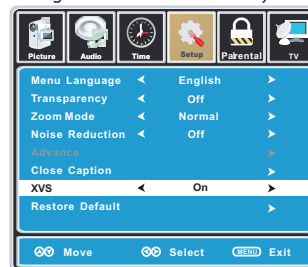 Picture Audio Time Setup Parental TV
Menu Language English
Transparency Off
Zoom Mode Normal
Noise Reduction Off
Advance
Close Caption
XVS On
Restore Default
Move Select MENU Exit